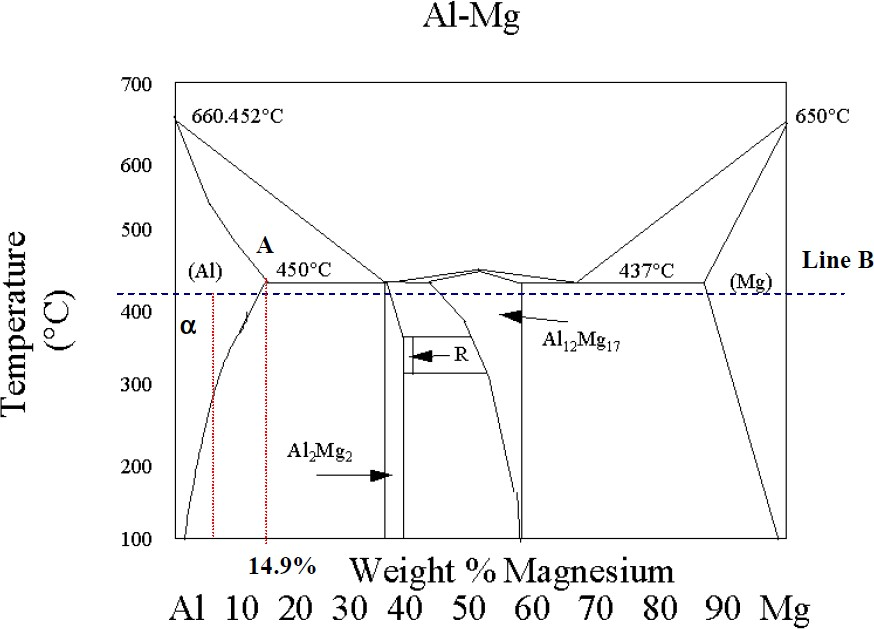 Al-Mg
700
660.452°C
650°C
600
500
A
(Al)
450°C
437°C
Line B
(Mg)
400
α
Al12Mg17
R
300
Al2Mg2
200
100
Temperature
(°C)
14.9%
Weight % Magnesium
Al 10 20 30 40 50 60 70 80 90 Mg